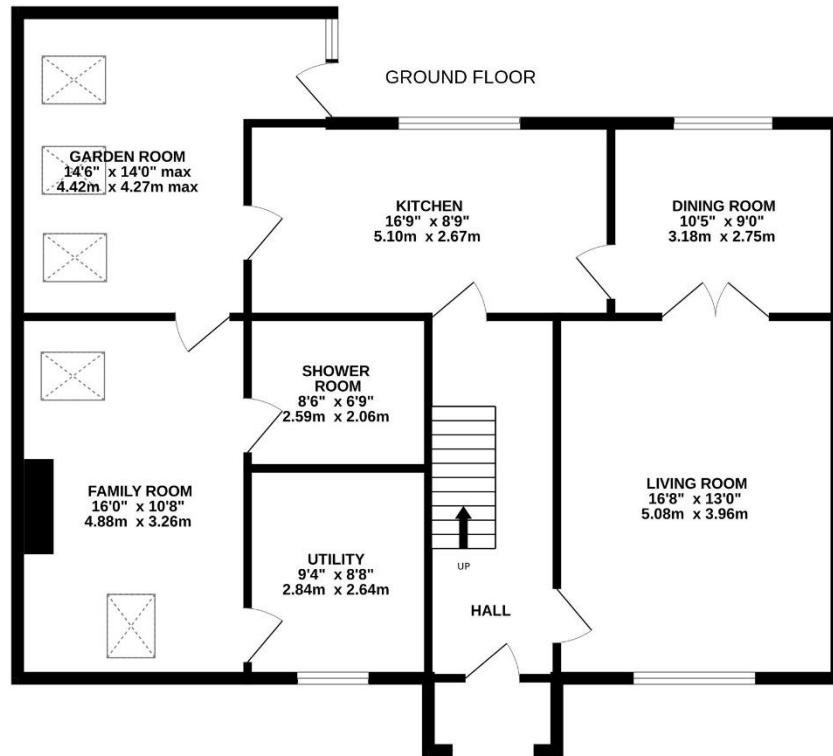 GROUND FLOOR
GARDEN ROOM
14'6" x 14'0" max
4.42m x 4.27m max
KITCHEN
16'9" x 8'9"
5.10m x 2.67m
DINING ROOM
10'5" x 9'0"
3.18m x 2.75m
SHOWER
ROOM
8'6" x 6'9"
2.59m x 2.06m
FAMILY ROOM
16'0" x 10'8"
4.88m x 3.26m
UTILITY
9'4" x 8'8"
2.84m x 2.64m
UP
HALL
LIVING ROOM
16'8" x 13'0"
5.08m x 3.96m